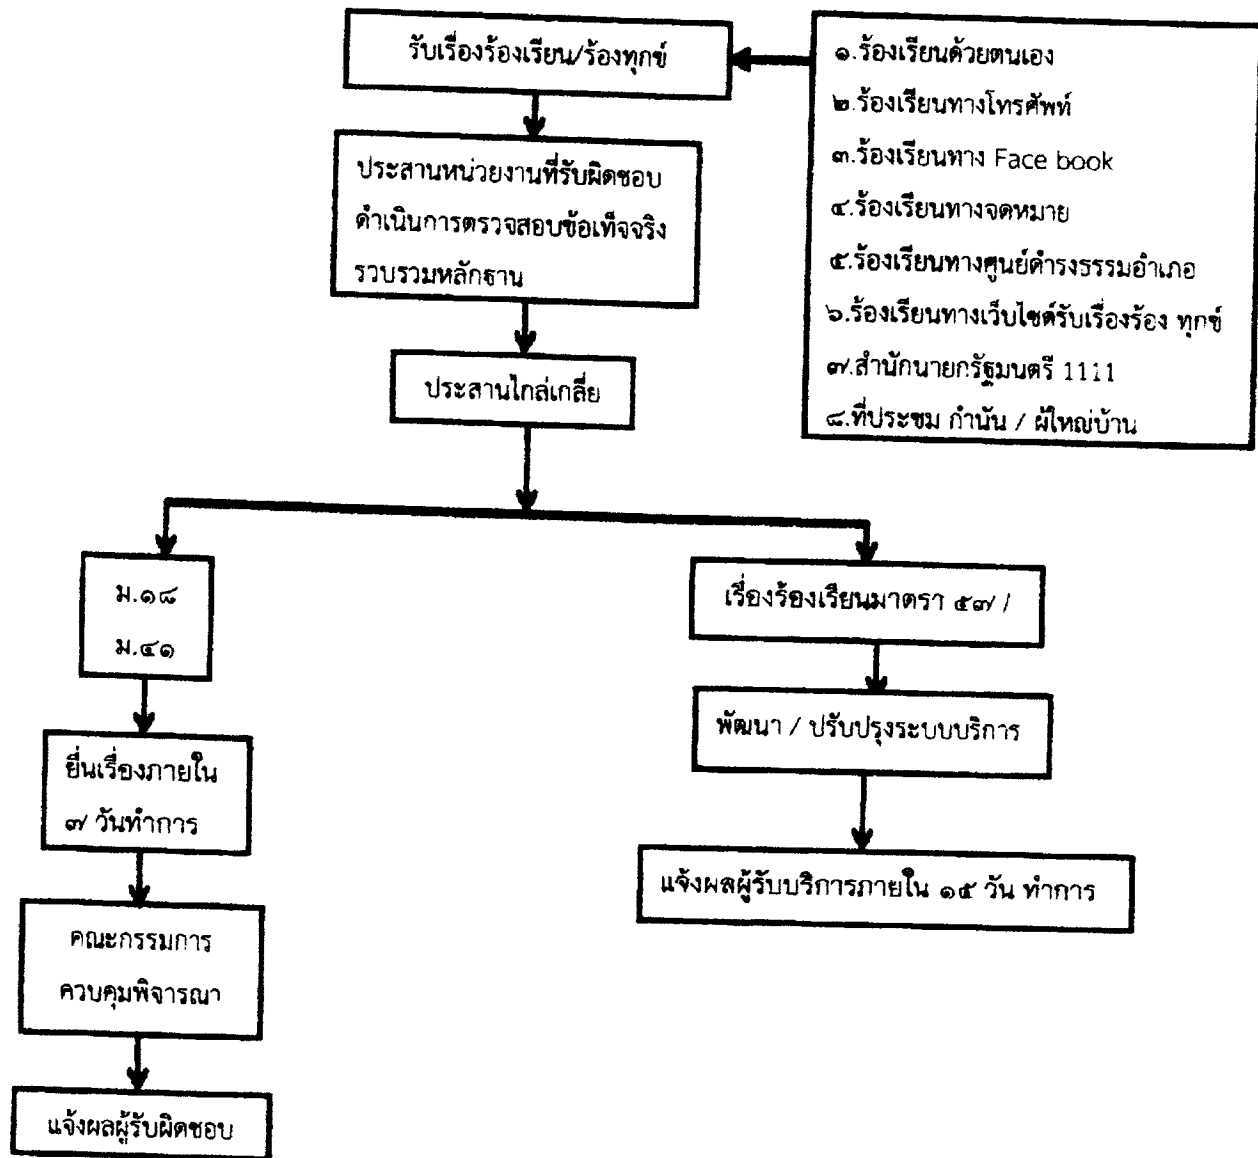 รับเรื่องร้องเรียน/ร้องทุกข์
๑.ร้องเรียนด้วยตนเอง
๒.ร้องเรียนทางโทรศัพท์
๓.ร้องเรียนทาง Face book
๔.ร้องเรียนทางจดหมาย
๕.ร้องเรียนทางศูนย์ดำรงธรรมอำเภอ
๖.ร้องเรียนทางเว็บไซต์รับเรื่องร้อง ทุกข์
๗.สำนักนายกรัฐมนตรี 1111
๘.ที่ประชุม กำนัน / ผู้ใหญ่บ้าน
ประสานหน่วยงานที่รับผิดชอบ
ดำเนินการตรวจสอบข้อเท็จจริง
รวบรวมหลักฐาน
ประสานไกล่เกลี่ย
ม.๑๘
ม.๔๑
ยื่นเรื่องภายใน
๗ วันทำการ
คณะกรรมการ
ควบคุมพิจารณา
แจ้งผลผู้รับผิดชอบ
เรื่องร้องเรียนมาตรา ๕๗ /
พัฒนา / ปรับปรุงระบบบริการ
แจ้งผลผู้รับบริการภายใน ๑๕ วัน ทำการ